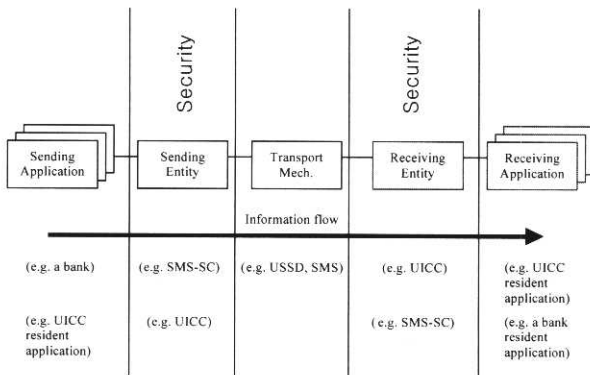 Security
Security
Sending
Application
Sending
Entity
Transport
Mech.
Receiving
Entity
Receiving
Application
Information flow
(e.g. a bank)
(e.g. SMS-SC)
(e.g. USSD, SMS)
(e.g. UICC)
(e.g. UICC
resident
application)
(e.g. UICC
resident
application)
(e.g. UICC)
(e.g. SMS-SC)
(e.g. a bank
resident
application)